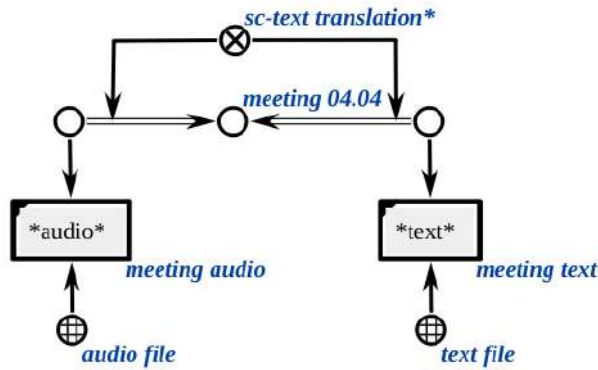 sc-text translation*
meeting 04.04
*audio*
*text*
meeting audio
meeting text
audio file
text file